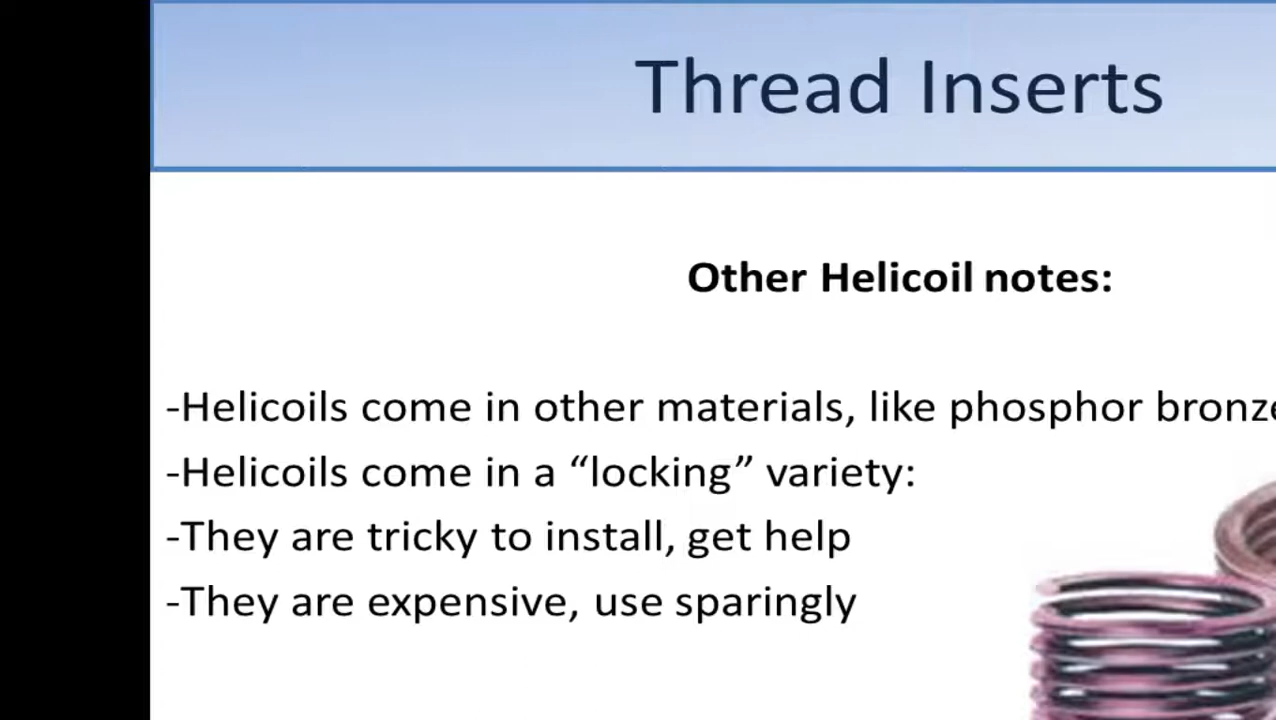 Thread Inserts
Other Helicoil notes:
-Helicoils come in other materials, like phosphor bronze
-Helicoils come in a “locking” variety:
-They are tricky to install, get help
-They are expensive, use sparingly